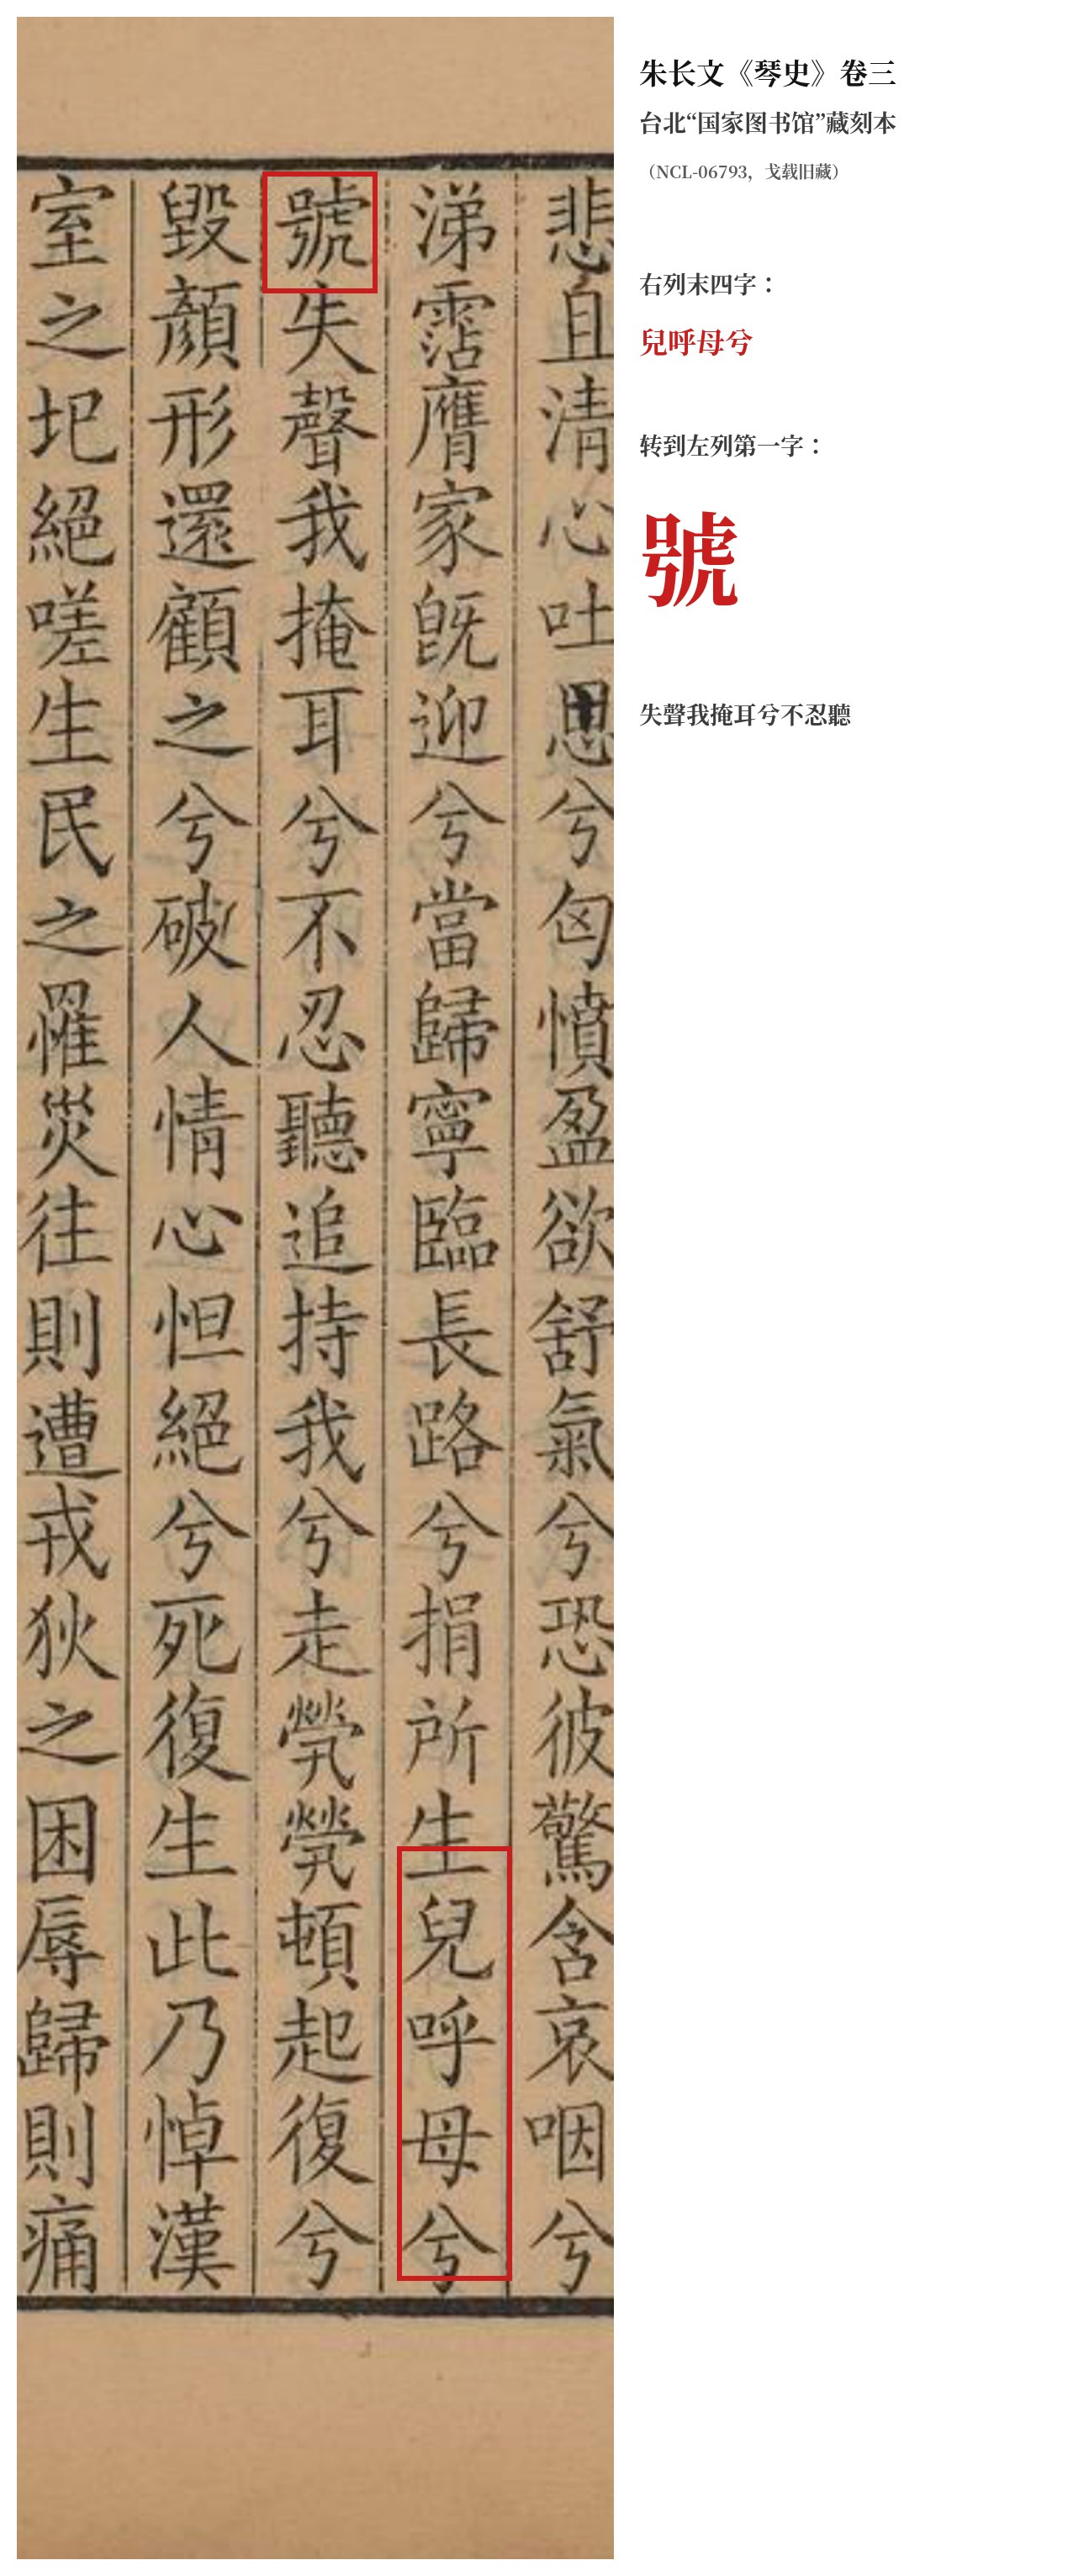 悲且清心吐思兮匈憤盈欲舒氣兮恐彼驚含哀咽兮
涕霑膺家旣迎兮當歸寧臨長路兮捐所生兒呼母兮
號失聲我掩耳兮不忍聽追持我兮走煢煢頓起復兮
毀顏形還顧之兮破人情心怛絕兮死復生此乃悼漢
室之圯絕嗟生民之罹災往則遭戎狄之困辱歸則痛
朱长文《琴史》卷三
台北“国家图书馆”藏刻本
（NCL-06793，戈载旧藏）
右列末四字：
兒呼母兮
转到左列第一字：
號
失聲我掩耳兮不忍聽